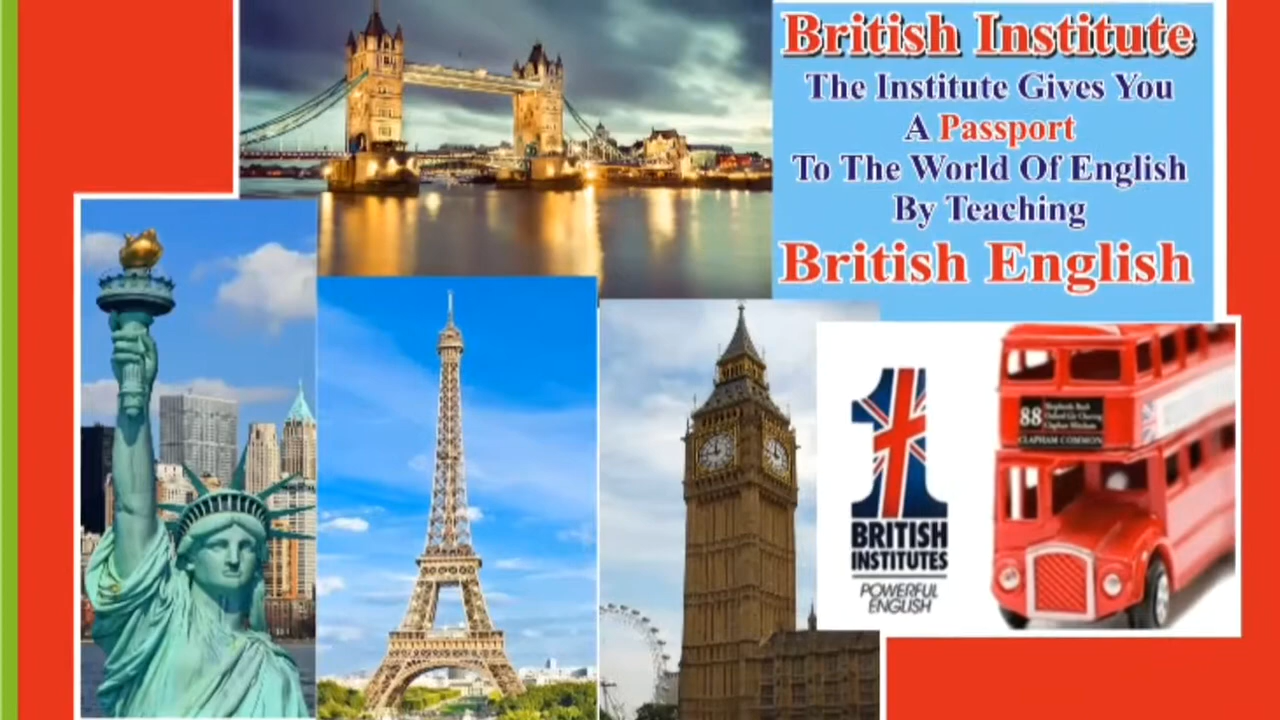 British Institute
The Institute Gives You
A Passport
To The World Of English
By Teaching
British English
1
BRITISH
INSTITUTES
POWERFUL
ENGLISH
88
CLAPHAM COMMON